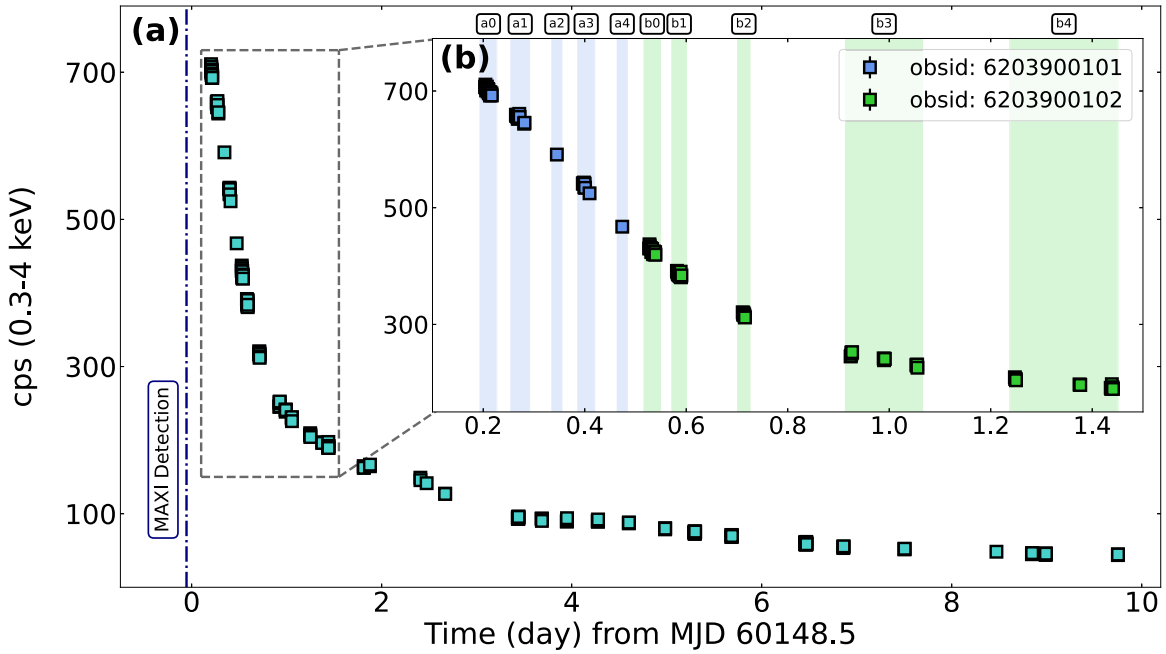 a0 a1 a2 a3 a4 b0 b1 b2 b3 b4
(a)
(b)
obsid: 6203900101
obsid: 6203900102
700
500
300
100
cps (0.3-4 keV)
MAXI Detection
700
500
300
0.2 0.4 0.6 0.8 1.0 1.2 1.4
0 2 4 6 8 10
Time (day) from MJD 60148.5